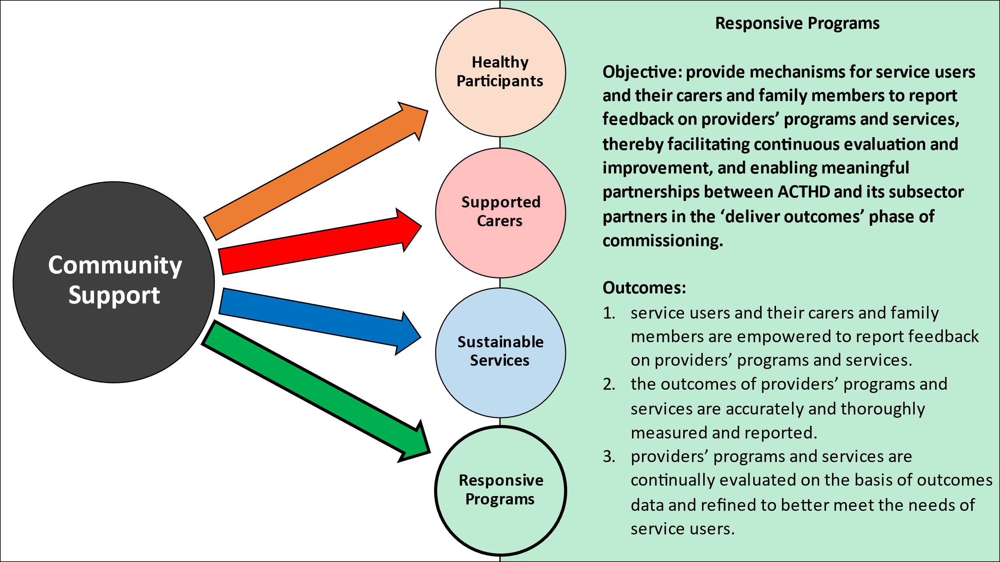 Community
Support
Healthy
Participants
Supported
Carers
Sustainable
Services
Responsive
Programs
Responsive Programs
Objective: provide mechanisms for service users
and their carers and family members to report
feedback on providers’ programs and services,
thereby facilitating continuous evaluation and
improvement, and enabling meaningful
partnerships between ACTHD and its subsector
partners in the ‘deliver outcomes’ phase of
commissioning.
Outcomes:
1. service users and their carers and family
members are empowered to report feedback
on providers’ programs and services.
2. the outcomes of providers’ programs and
services are accurately and thoroughly
measured and reported.
3. providers’ programs and services are
continually evaluated on the basis of outcomes
data and refined to better meet the needs of
service users.